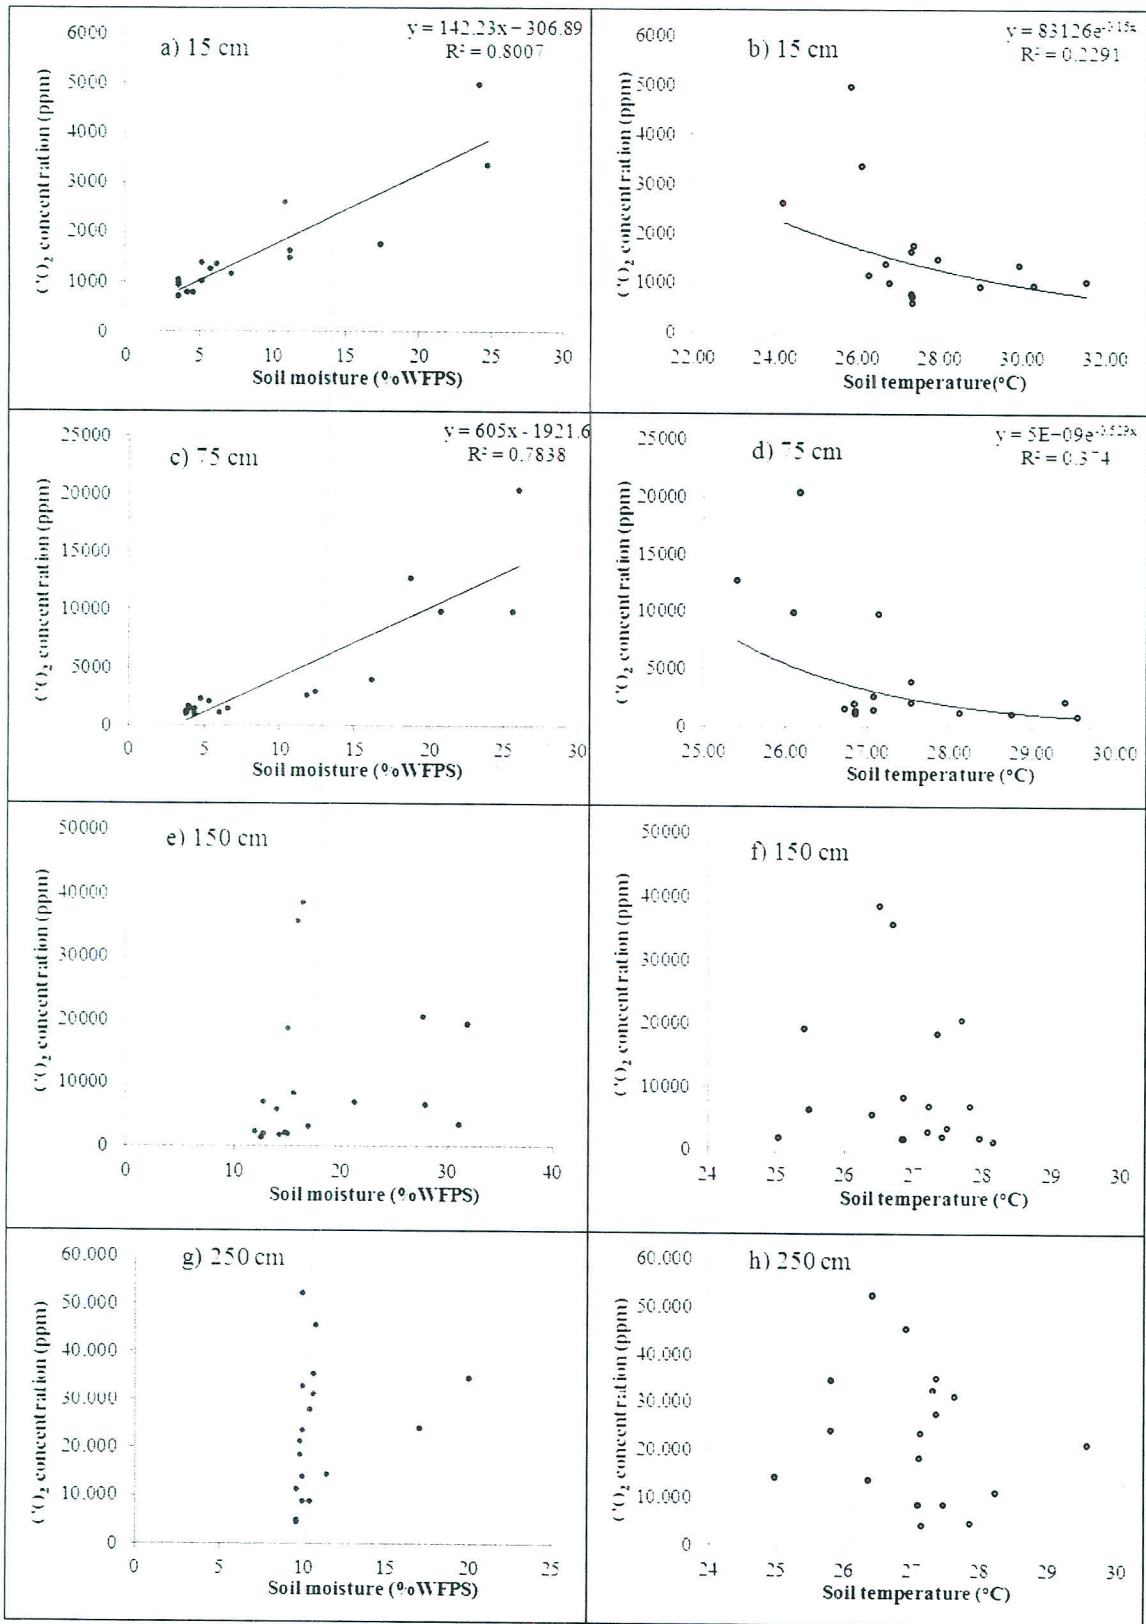 a) 15 cm
y = 142.23x - 306.89
R² = 0.8007
CO₂ concentration (ppm)
6000
5000
4000
3000
2000
1000
0
0 5 10 15 20 25 30
Soil moisture (%WFPS)
b) 15 cm
R² = 0.2291
CO₂ concentration (ppm)
6000
5000
4000
3000
2000
1000
0
22.00 24.00 26.00 28.00 30.00 32.00
Soil temperature(°C)
c) 75 cm
y = 605x - 1921.6
R² = 0.7838
CO₂ concentration (ppm)
25000
20000
15000
10000
5000
0
0 5 10 15 20 25 30
Soil moisture (%WFPS)
d) 75 cm
R² = 0.374
CO₂ concentration (ppm)
25000
20000
15000
10000
5000
0
25.00 26.00 27.00 28.00 29.00 30.00
Soil temperature (°C)
e) 150 cm
CO₂ concentration (ppm)
50000
40000
30000
20000
10000
0
0 10 20 30 40
Soil moisture (%WFPS)
f) 150 cm
CO₂ concentration (ppm)
50000
40000
30000
20000
10000
0
24 25 26 27 28 29 30
Soil temperature (°C)
g) 250 cm
CO₂ concentration (ppm)
60.000
50.000
40.000
30.000
20.000
10.000
0
0 5 10 15 20 25
Soil moisture (%WFPS)
h) 250 cm
CO₂ concentration (ppm)
60.000
50.000
40.000
30.000
20.000
10.000
0
24 25 26 27 28 29 30
Soil temperature (°C)